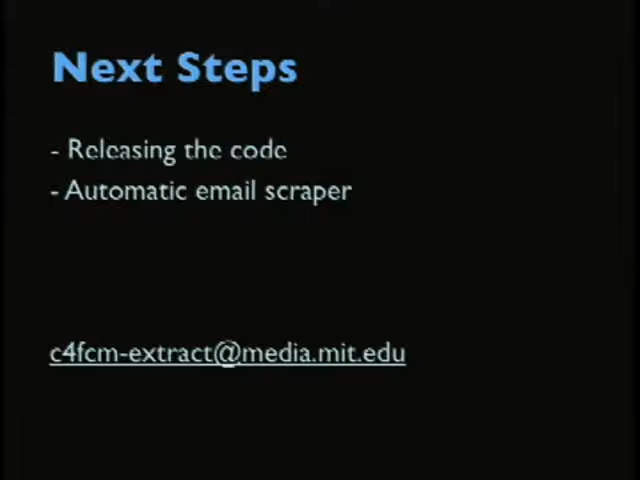 Next Steps
- Releasing the code
- Automatic email scraper
c4fcm-extract@media.mit.edu